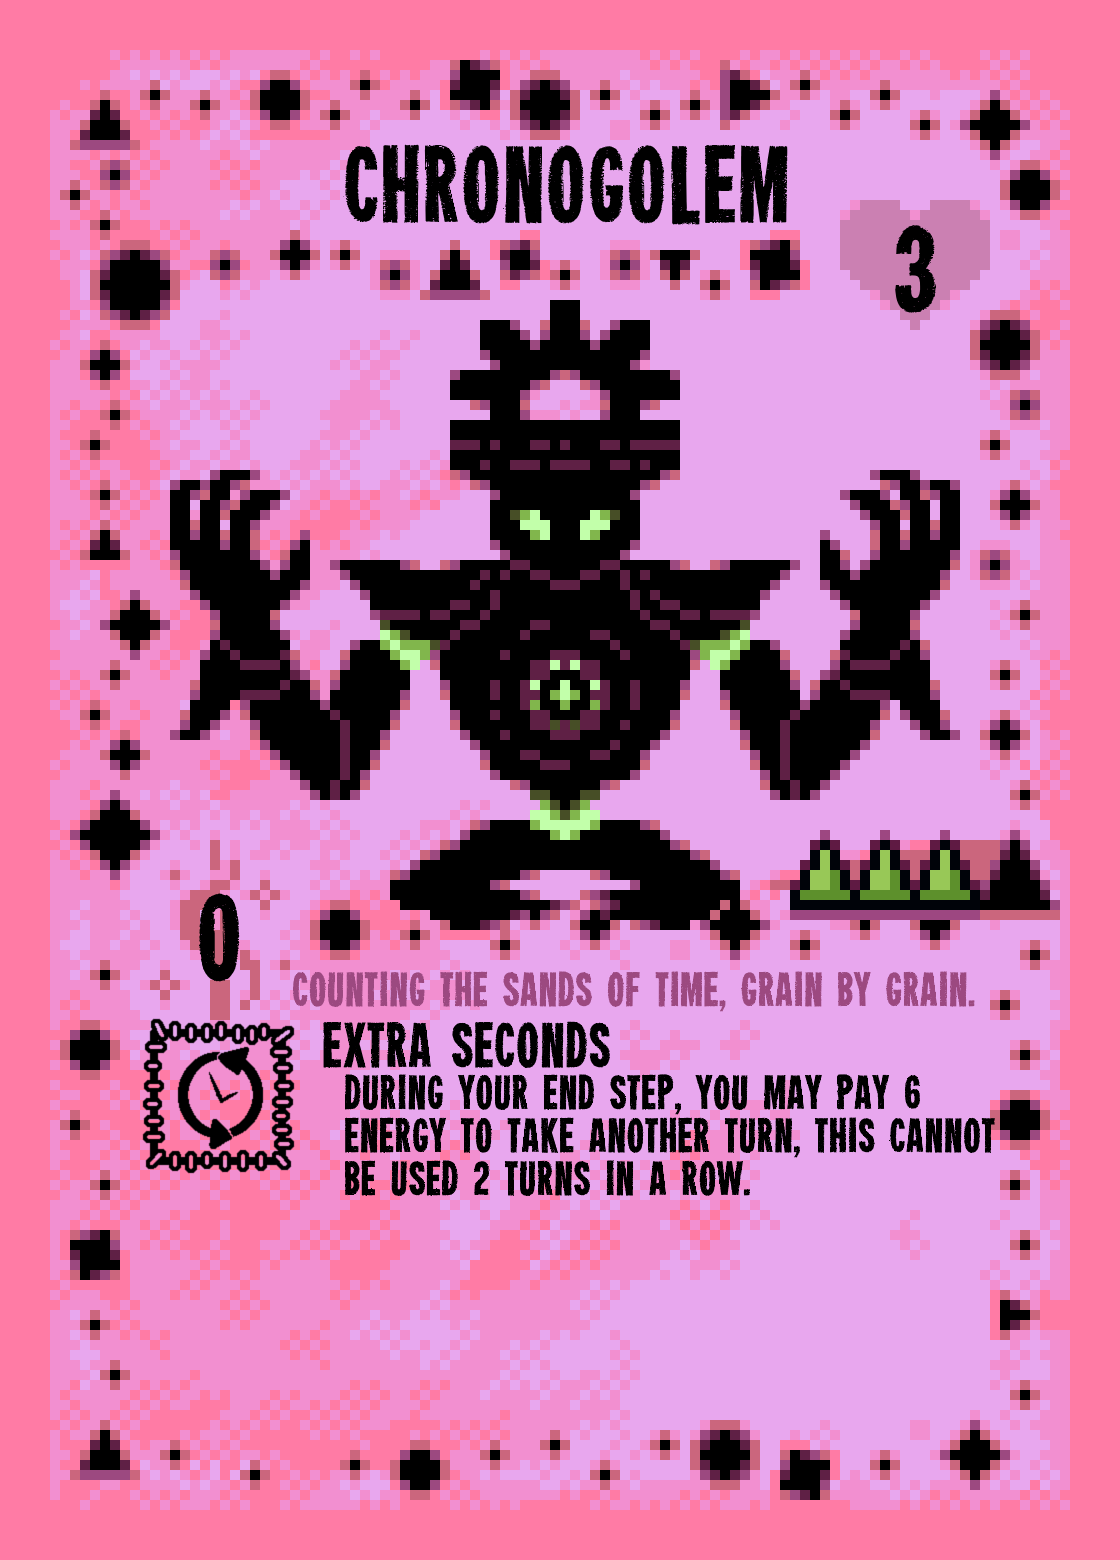 CHRONOGOLEM
3
0
COUNTING THE SANDS OF TIME, GRAIN BY GRAIN.
EXTRA SECONDS
DURING YOUR END STEP, YOU MAY PAY 6
ENERGY TO TAKE ANOTHER TURN, THIS CANNOT
BE USED 2 TURNS IN A ROW.